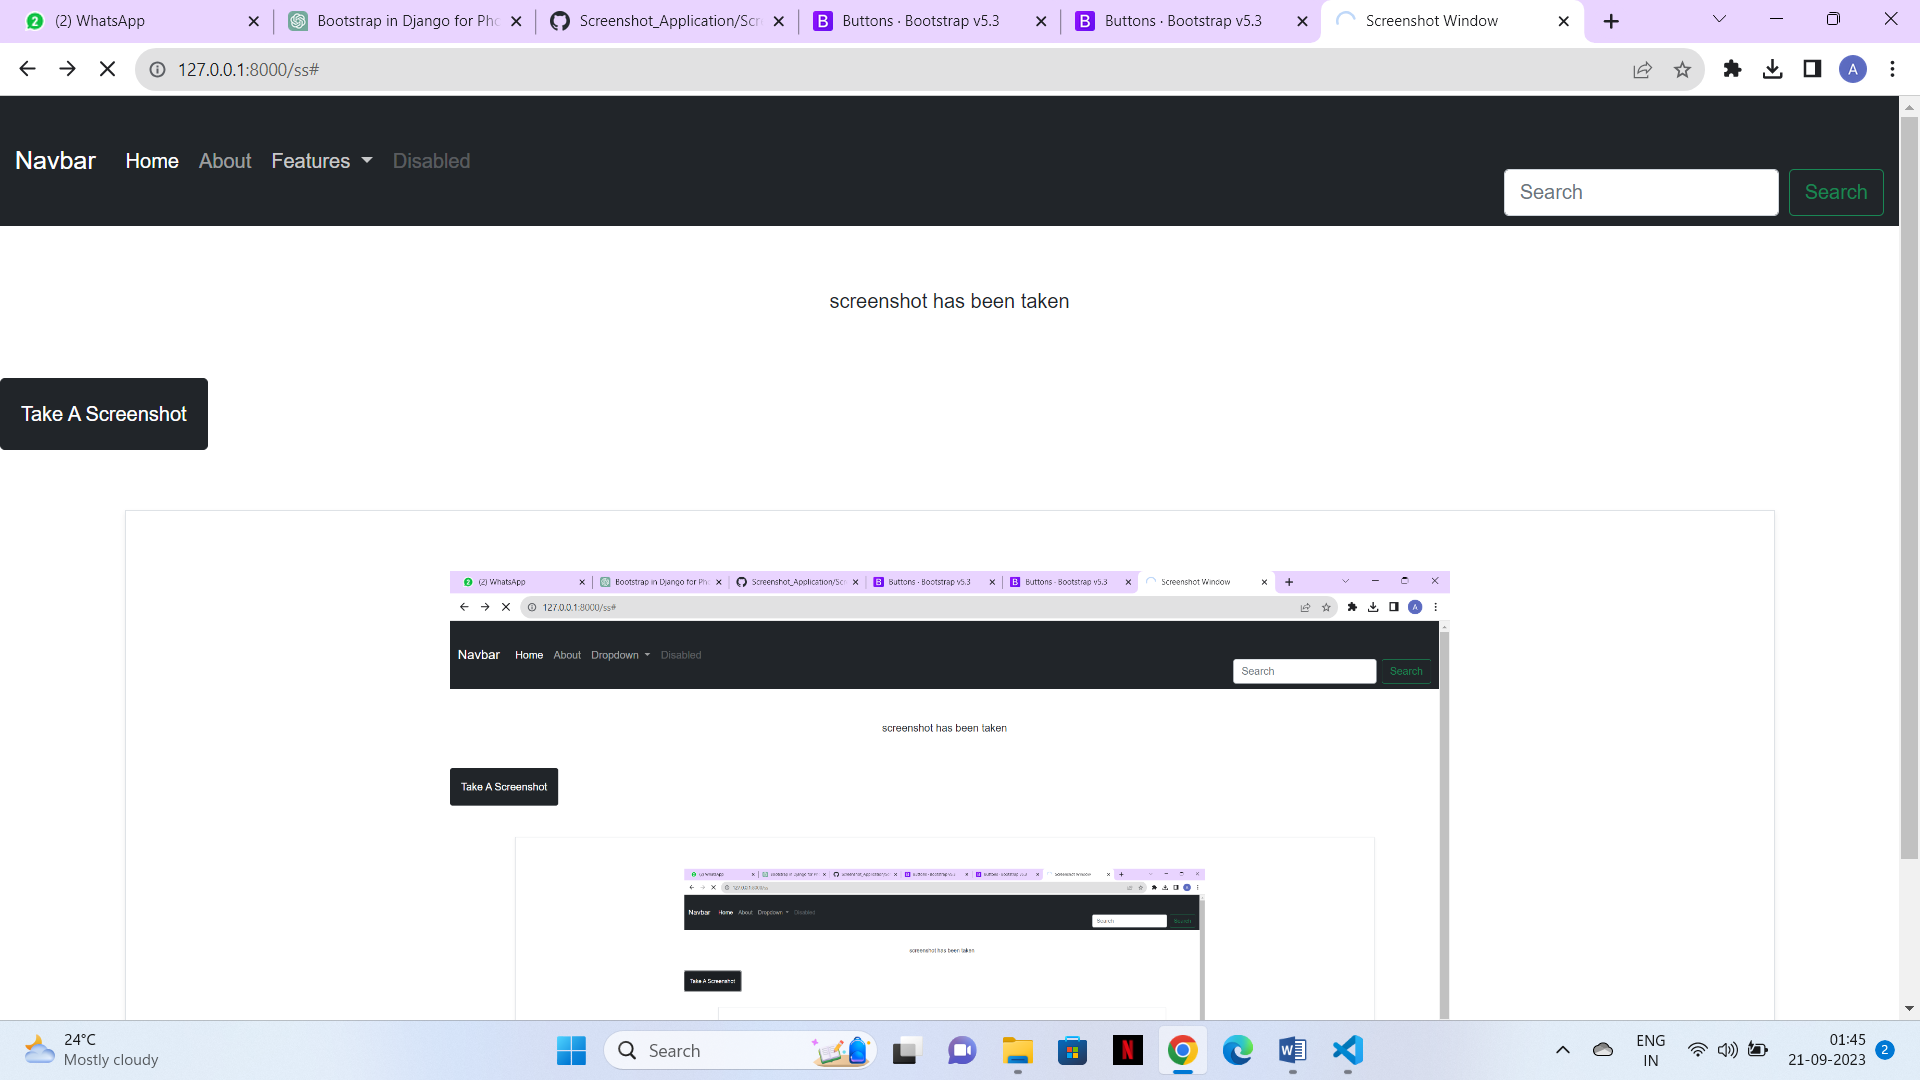 (2) WhatsApp
Bootstrap in Django for Pho
Screenshot_Application/Scre
Buttons · Bootstrap v5.3
Buttons · Bootstrap v5.3
Screenshot Window
127.0.0.1:8000/ss#
A
Navbar Home About Features Disabled
Search Search
screenshot has been taken
Take A Screenshot
(2) WhatsApp
Bootstrap in Django for Ph
Screenshot_Application/Scr
Buttons · Bootstrap v5.3
Buttons · Bootstrap v5.3
Screenshot Window
127.0.0.1:8000/ss#
A
Navbar Home About Dropdown Disabled
Search Search
screenshot has been taken
Take A Screenshot
Navbar Home About Dropdown Disabled
Search Search
screenshot has been taken
Take A Screenshot
24°C
Mostly cloudy
Search
ENG
IN
01:45
21-09-2023
2